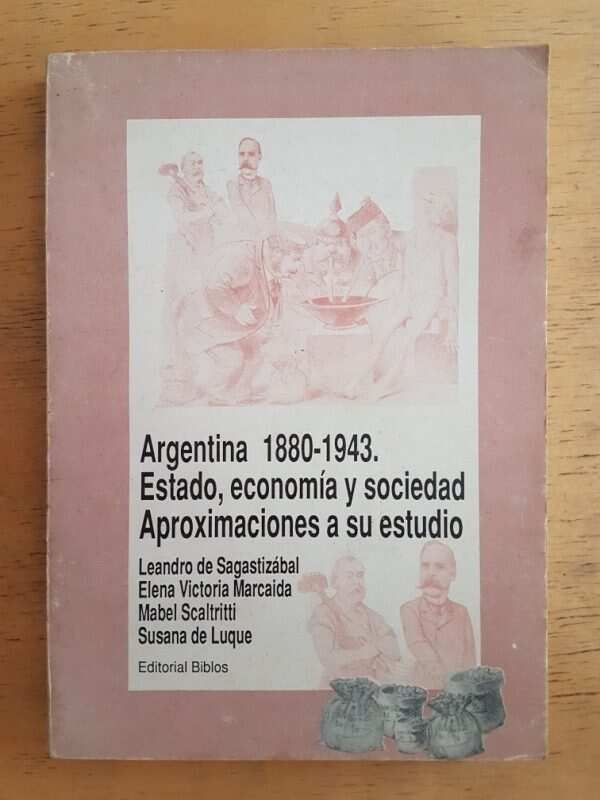 Argentina 1880-1943.
Estado, economía y sociedad
Aproximaciones a su estudio
Leandro de Sagastizábal
Elena Victoria Marcaida
Mabel Scaltritti
Susana de Luque
Editorial Biblos